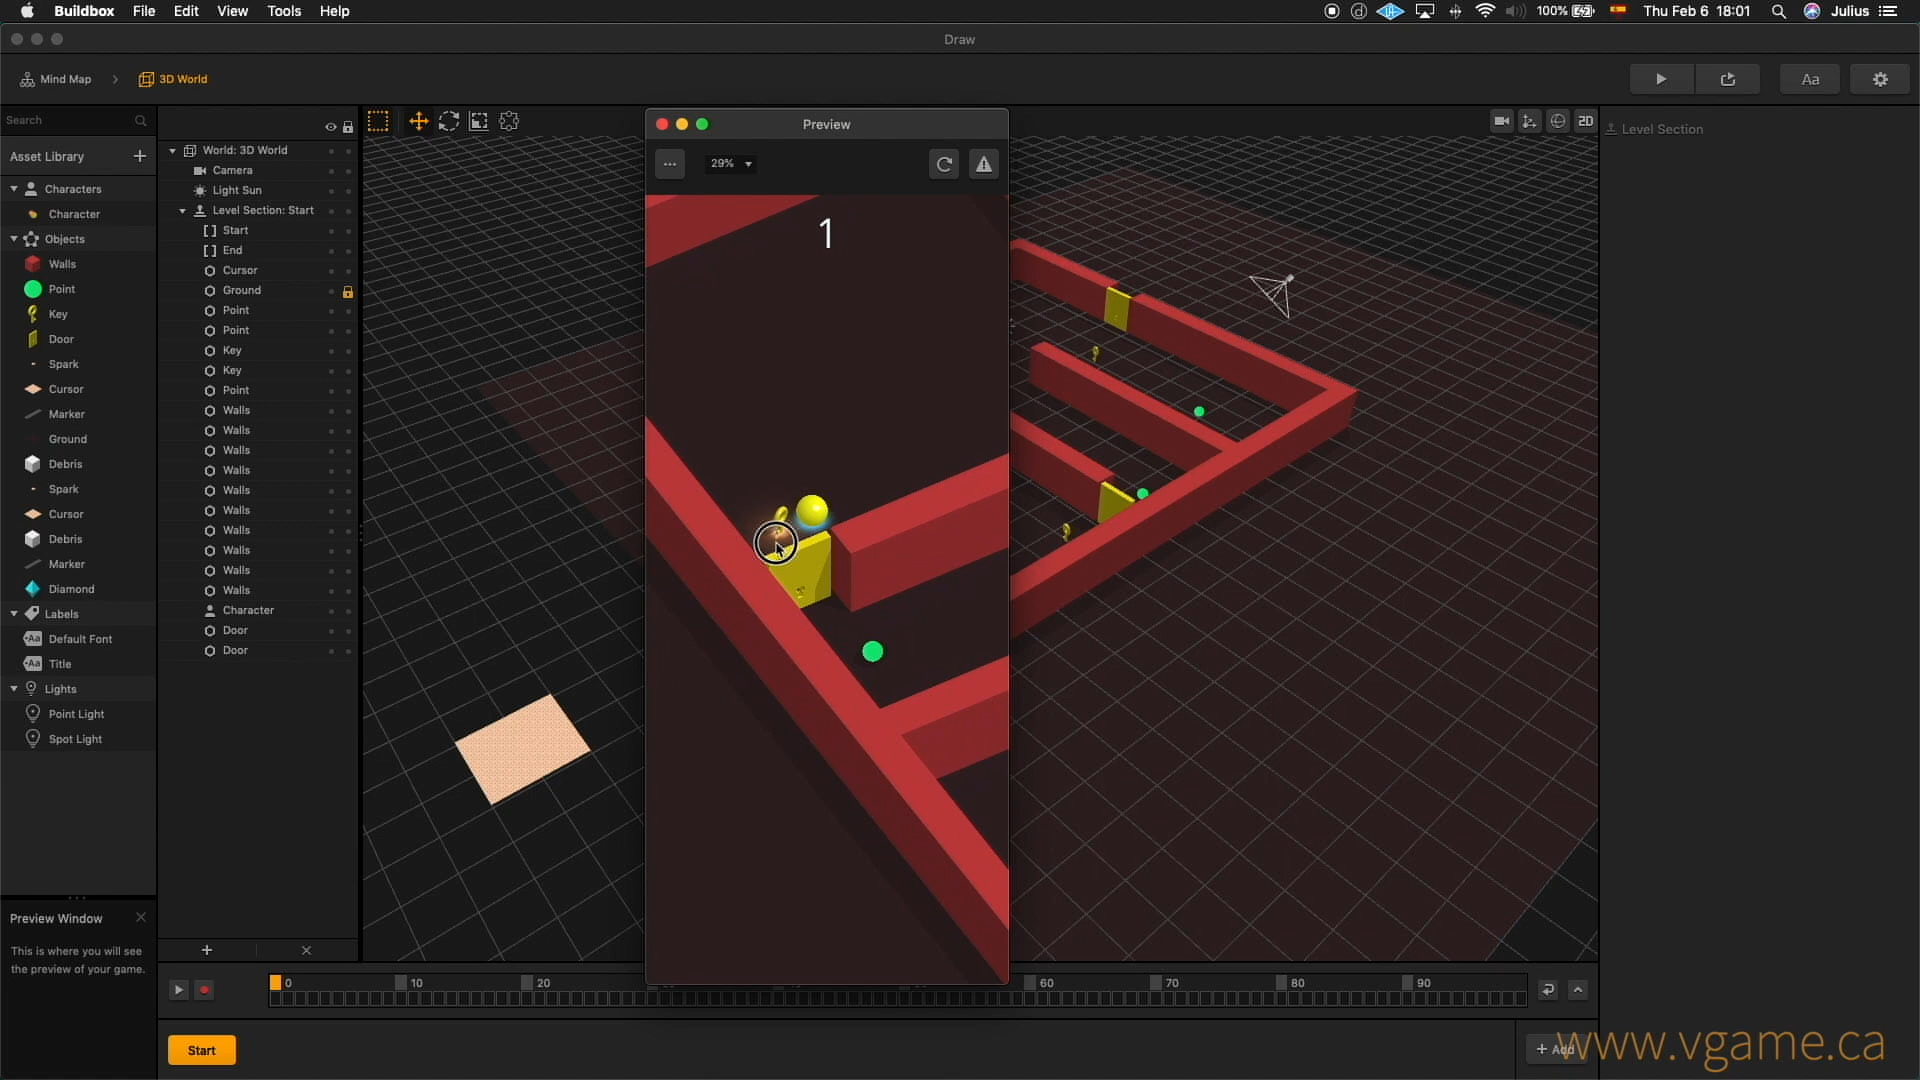 Buildbox File Edit View Tools Help
100% Thu Feb 6 18:01 Julius
Draw
Mind Map 3D World
Aa
Search
Asset Library
Characters
Character
Objects
Walls
Point
Key
Door
Spark
Cursor
Marker
Ground
Debris
Spark
Cursor
Debris
Marker
Diamond
Labels
Aa Default Font
Aa Title
Lights
Point Light
Spot Light
Preview Window
This is where you will see
the preview of your game.
World: 3D World
Camera
Light Sun
Level Section: Start
Start
End
Cursor
Ground
Point
Point
Key
Key
Point
Walls
Walls
Walls
Walls
Walls
Walls
Walls
Walls
Walls
Walls
Character
Door
Door
Preview
29%
1
2D
Level Section
0 10 20 60 70 80 90
Start
+ Add
www.vgame.ca